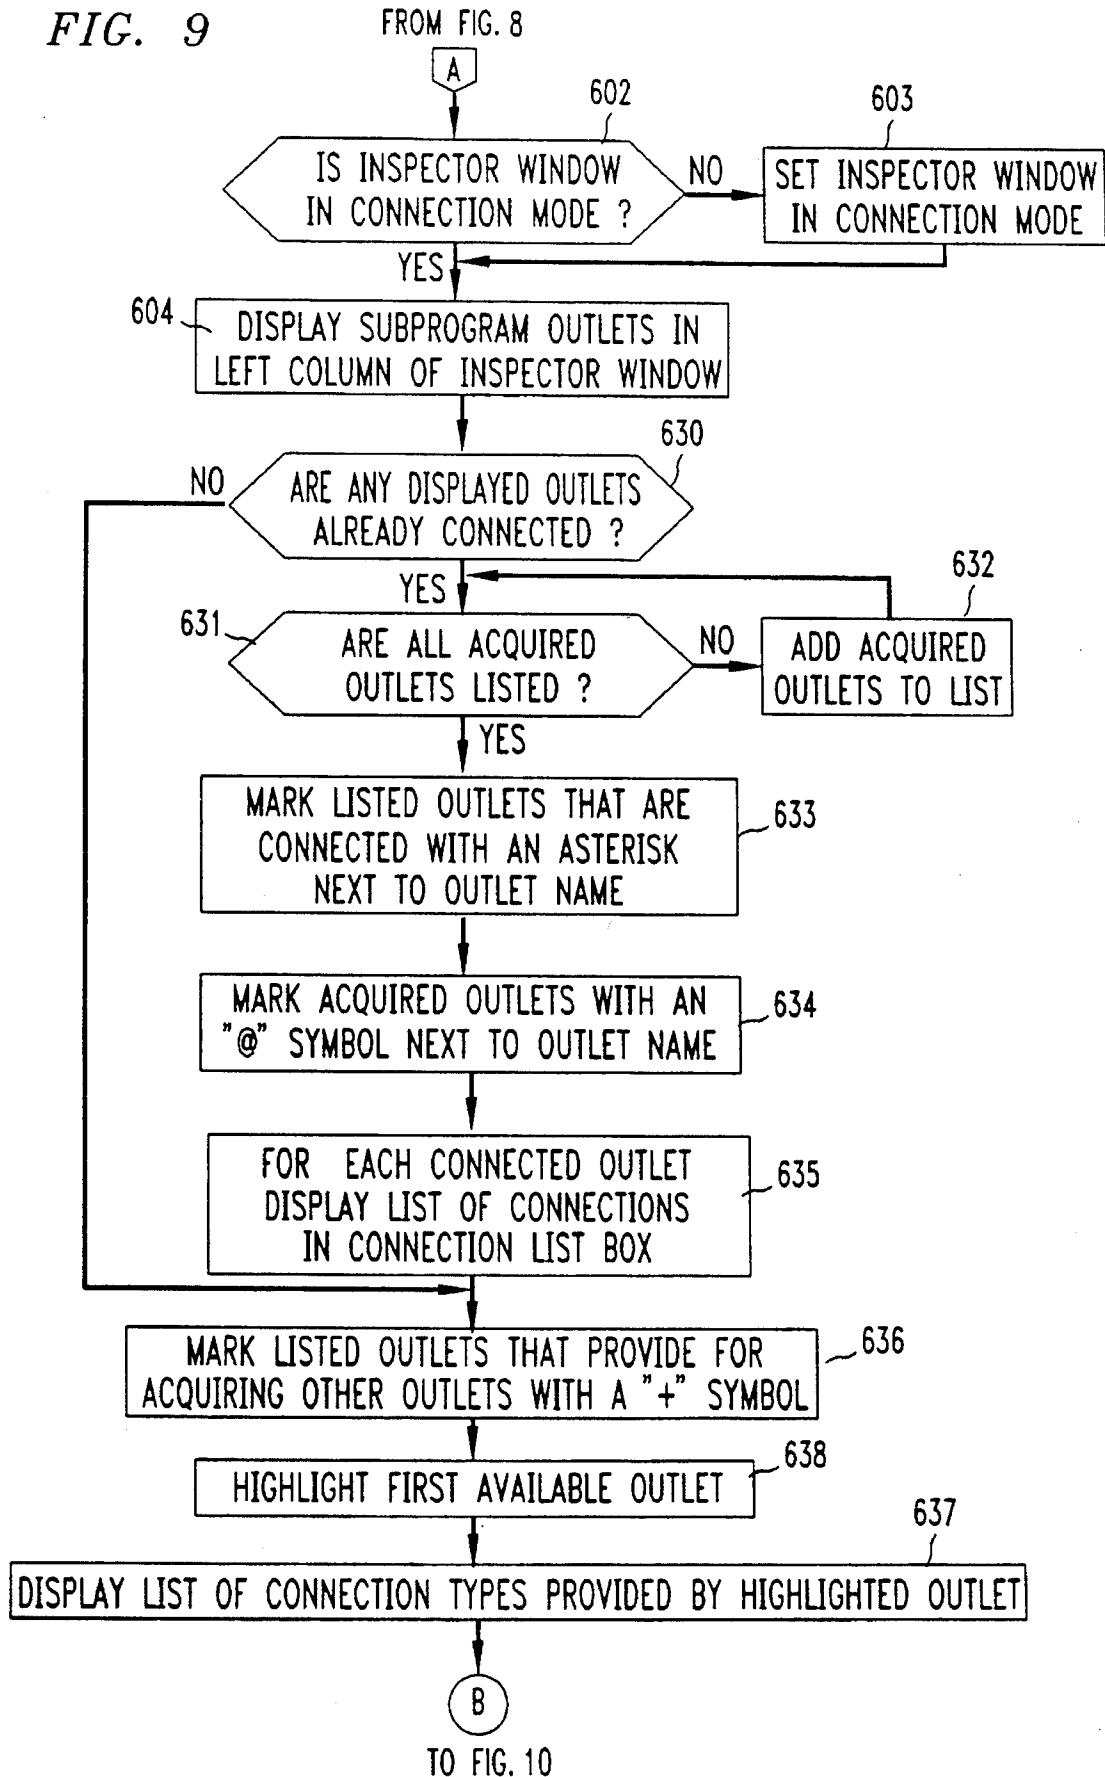 FIG. 9
FROM FIG. 8
A
602
603
IS INSPECTOR WINDOW
IN CONNECTION MODE ?
NO
SET INSPECTOR WINDOW
IN CONNECTION MODE
YES
604
DISPLAY SUBPROGRAM OUTLETS IN
LEFT COLUMN OF INSPECTOR WINDOW
630
NO
ARE ANY DISPLAYED OUTLETS
ALREADY CONNECTED ?
YES
632
631
ARE ALL ACQUIRED
OUTLETS LISTED ?
NO
ADD ACQUIRED
OUTLETS TO LIST
YES
MARK LISTED OUTLETS THAT ARE
CONNECTED WITH AN ASTERISK
NEXT TO OUTLET NAME
633
MARK ACQUIRED OUTLETS WITH AN
"@" SYMBOL NEXT TO OUTLET NAME
634
FOR EACH CONNECTED OUTLET
DISPLAY LIST OF CONNECTIONS
IN CONNECTION LIST BOX
635
MARK LISTED OUTLETS THAT PROVIDE FOR
ACQUIRING OTHER OUTLETS WITH A "+" SYMBOL
636
HIGHLIGHT FIRST AVAILABLE OUTLET
638
637
DISPLAY LIST OF CONNECTION TYPES PROVIDED BY HIGHLIGHTED OUTLET
B
TO FIG. 10